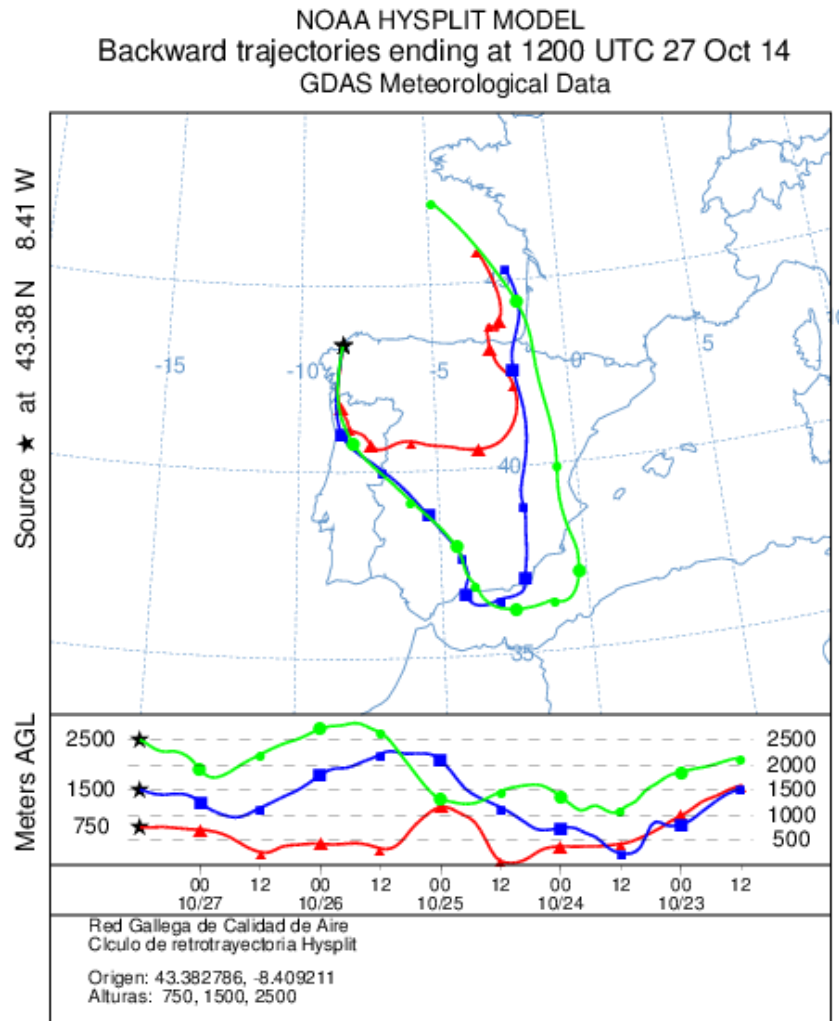 NOAA HYSPLIT MODEL
Backward trajectories ending at 1200 UTC 27 Oct 14
GDAS Meteorological Data
Source ★ at 43.38 N 8.41 W
-15
-10
-5
0
5
40
35
Meters AGL
2500
1500
750
2500
2000
1500
1000
500
00 12 00 12 00 12 00 12 00 12
10/27 10/26 10/25 10/24 10/23
Red Gallega de Calidad de Aire
Clculo de retrotrayectoria Hysplit
Origen: 43.382786, -8.409211
Alturas: 750, 1500, 2500